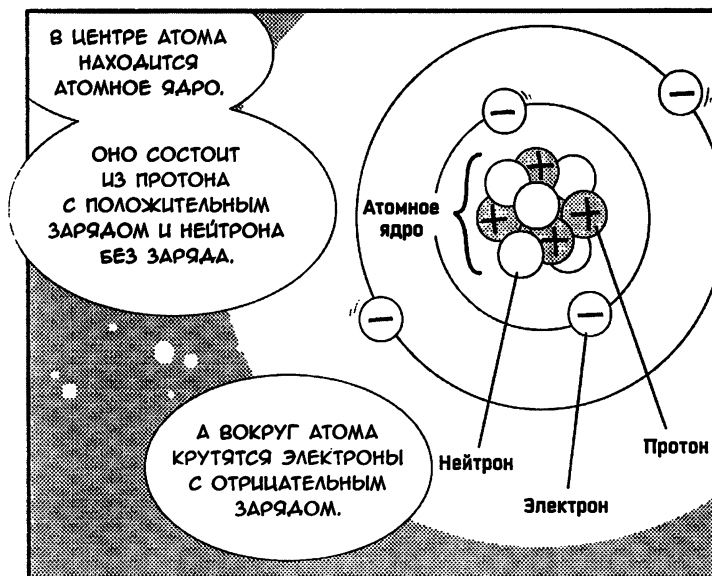 В ЦЕНТРЕ АТОМА
НАХОДИТСЯ
АТОМНОЕ ЯДРО.
ОНО СОСТОИТ
ИЗ ПРОТОНА
С ПОЛОЖИТЕЛЬНЫМ
ЗАРЯДОМ И НЕЙТРОНА
БЕЗ ЗАРЯДА.
Атомное
ядро
А ВОКРУГ АТОМА
КРУТЯТСЯ ЭЛЕКТРОНЫ
С ОТРИЦАТЕЛЬНЫМ
ЗАРЯДОМ.
Нейтрон
Электрон
Протон